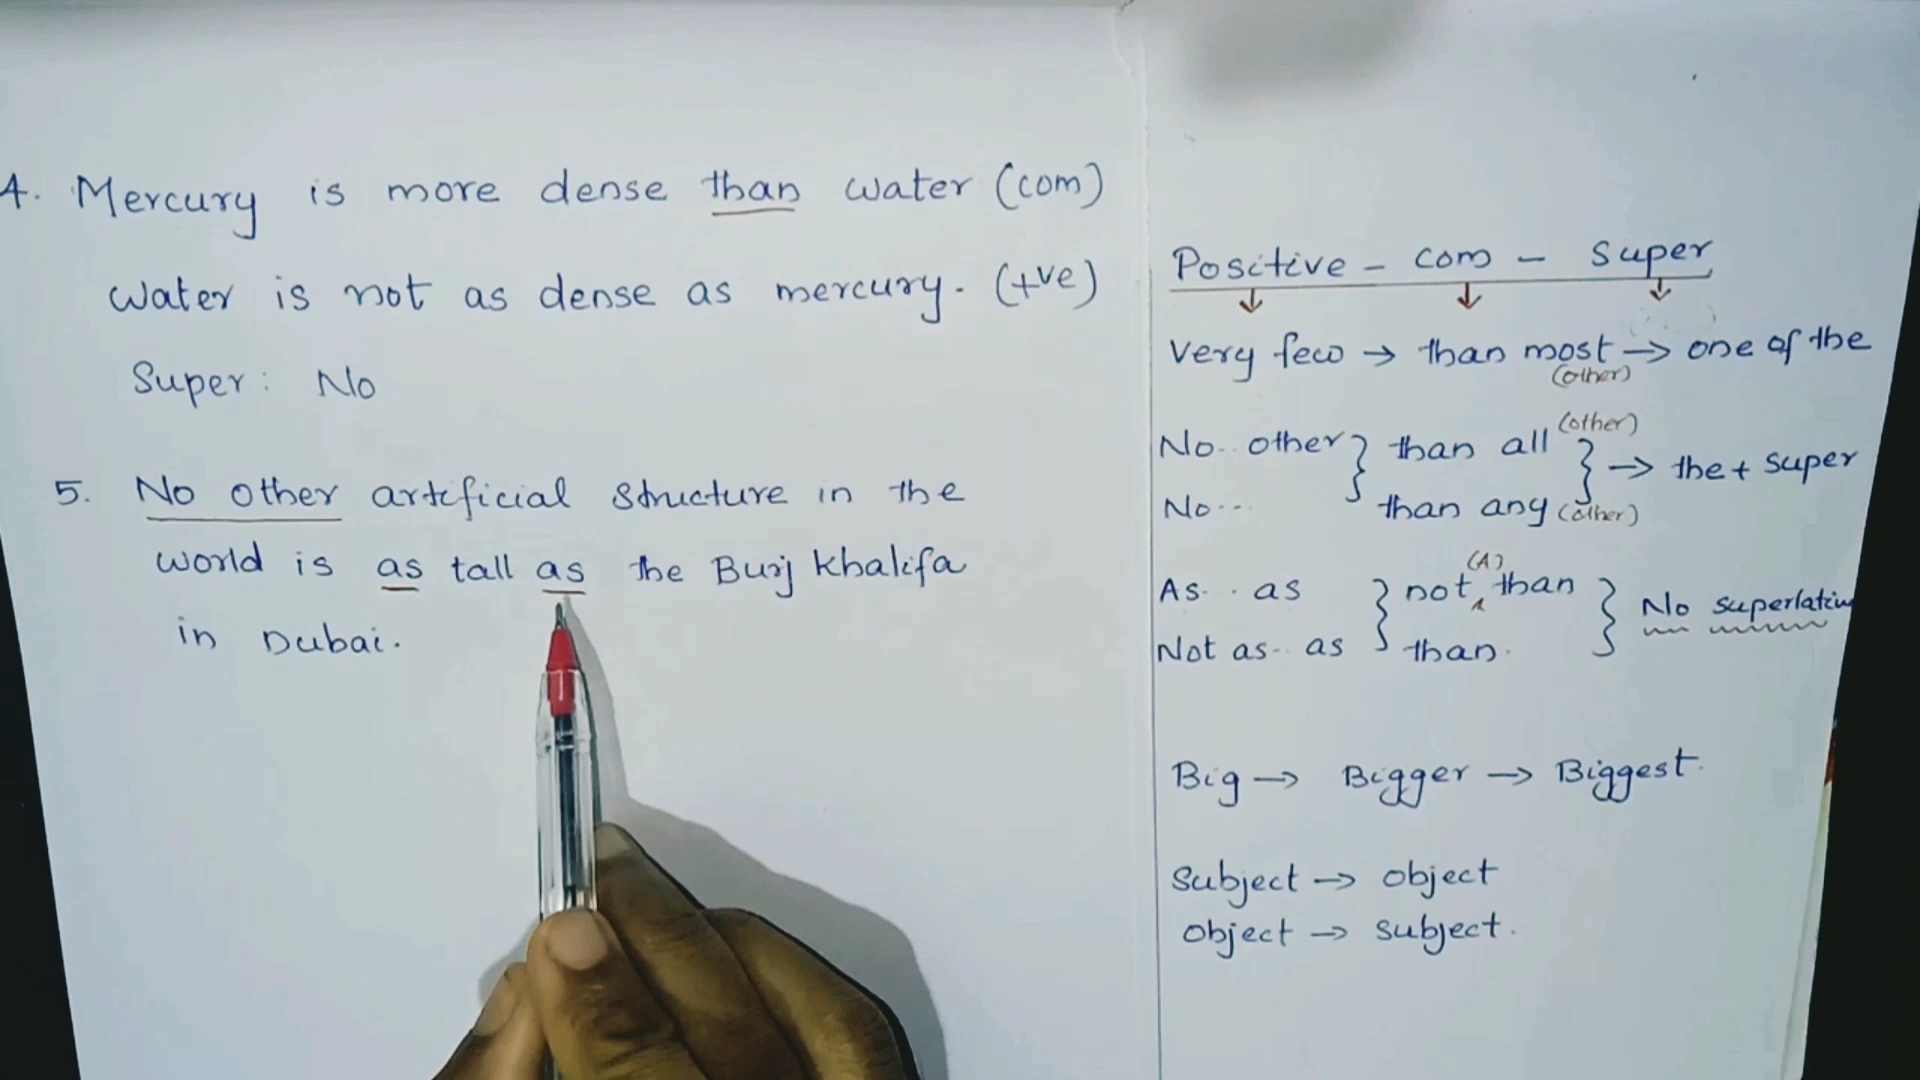 4. Mercury is more dense than water (com)
water is not as dense as mercury. (+ve)
Super: No
5. No other artificial structure in the
world is as tall as the Burj Khalifa
in Dubai.
Positive - com - super
Very few → than most → one of the
(other)
(other)
No.. other } than all } → the + super
No... than any (other)
(A)
As.. as } not ‸ than } No superlative
Not as.. as than.
Big → Bigger → Biggest.
Subject → object
object → subject.